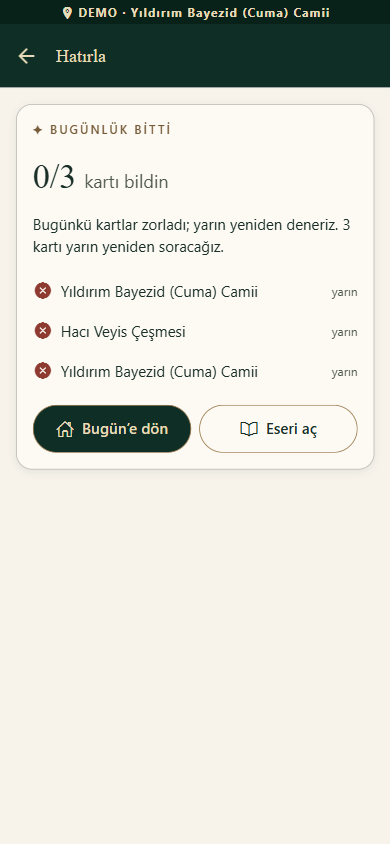 DEMO · Yıldırım Bayezid (Cuma) Camii
Hatırla
BUGÜNLÜK BİTTİ
0/3 kartı bildin
Bugünkü kartlar zorladı; yarın yeniden deneriz. 3
kartı yarın yeniden soracağız.
Yıldırım Bayezid (Cuma) Camii yarın
Hacı Veyis Çeşmesi yarın
Yıldırım Bayezid (Cuma) Camii yarın
Bugün'e dön Eseri aç